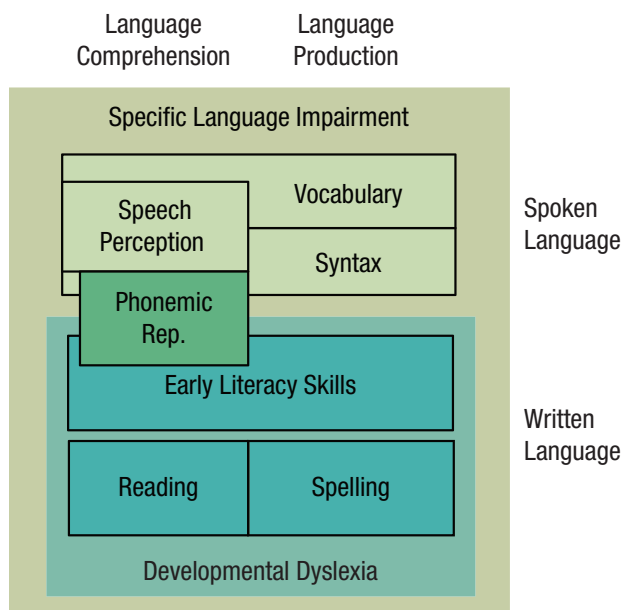 Language
Comprehension
Language
Production
Specific Language Impairment
Speech
Perception
Vocabulary
Syntax
Spoken
Language
Phonemic
Rep.
Early Literacy Skills
Written
Language
Reading
Spelling
Developmental Dyslexia